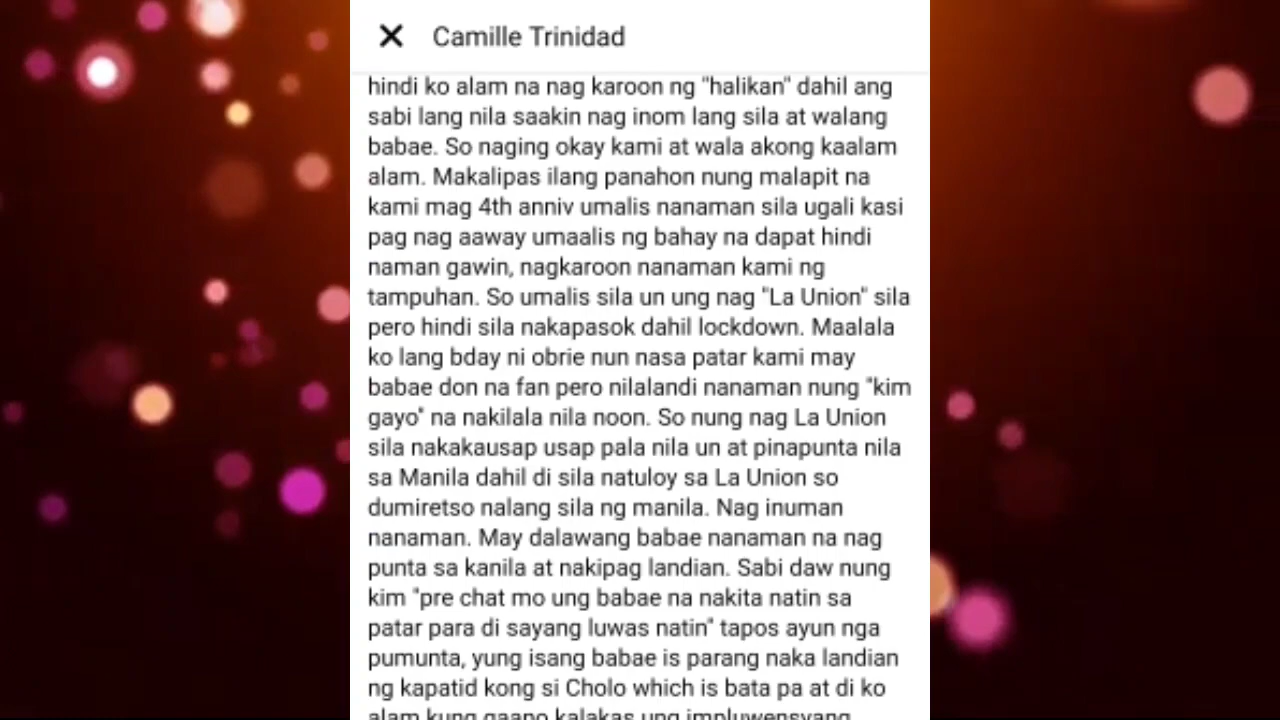 Camille Trinidad
hindi ko alam na nag karoon ng "halikan" dahil ang
sabi lang nila saakin nag inom lang sila at walang
babae. So naging okay kami at wala akong kaalam
alam. Makalipas ilang panahon nung malapit na
kami mag 4th anniv umalis nanaman sila ugali kasi
pag nag aaway umaalis ng bahay na dapat hindi
naman gawin, nagkaroon nanaman kami ng
tampuhan. So umalis sila un ung nag "La Union" sila
pero hindi sila nakapasok dahil lockdown. Maalala
ko lang bday ni obrie nun nasa patar kami may
babae don na fan pero nilalandi nanaman nung "kim
gayo" na nakilala nila noon. So nung nag La Union
sila nakakausap usap pala nila un at pinapunta nila
sa Manila dahil di sila natuloy sa La Union so
dumiretso nalang sila ng manila. Nag inuman
nanaman. May dalawang babae nanaman na nag
punta sa kanila at nakipag landian. Sabi daw nung
kim "pre chat mo ung babae na nakita natin sa
patar para di sayang luwas natin" tapos ayun nga
pumunta, yung isang babae is parang naka landian
ng kapatid kong si Cholo which is bata pa at di ko
alam kung gaano kalakas ung impluwensyang